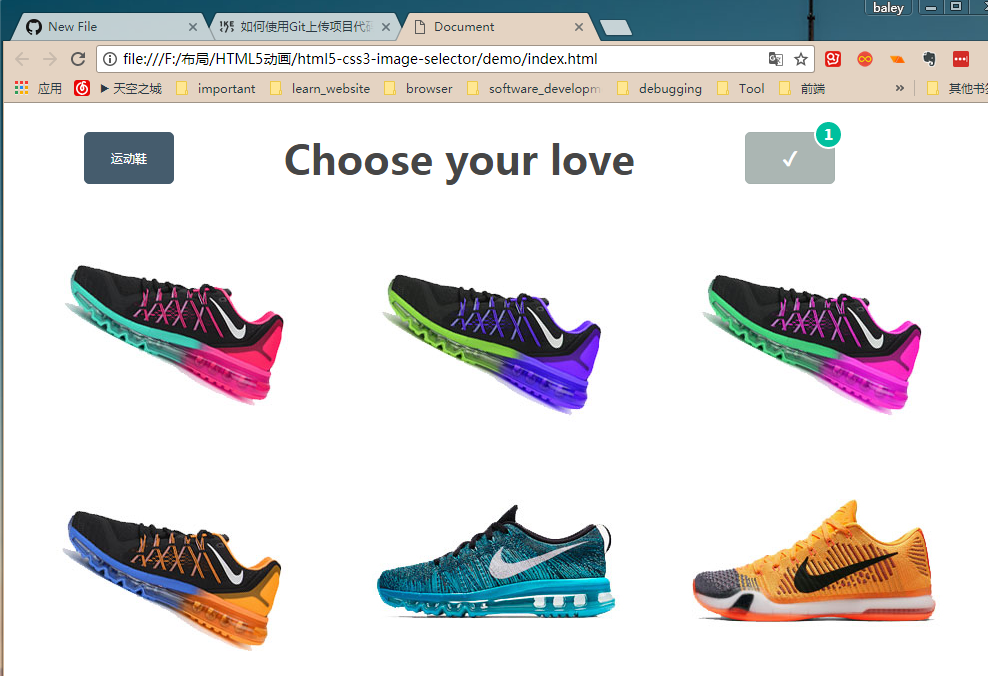 baley
New File
如何使用Git上传项目代码
Document
file:///F:/布局/HTML5动画/html5-css3-image-selector/demo/index.html
应用
天空之城
important
learn_website
browser
software_developm
debugging
Tool
前端
»
其他书签
运动鞋
Choose your love
✓
1